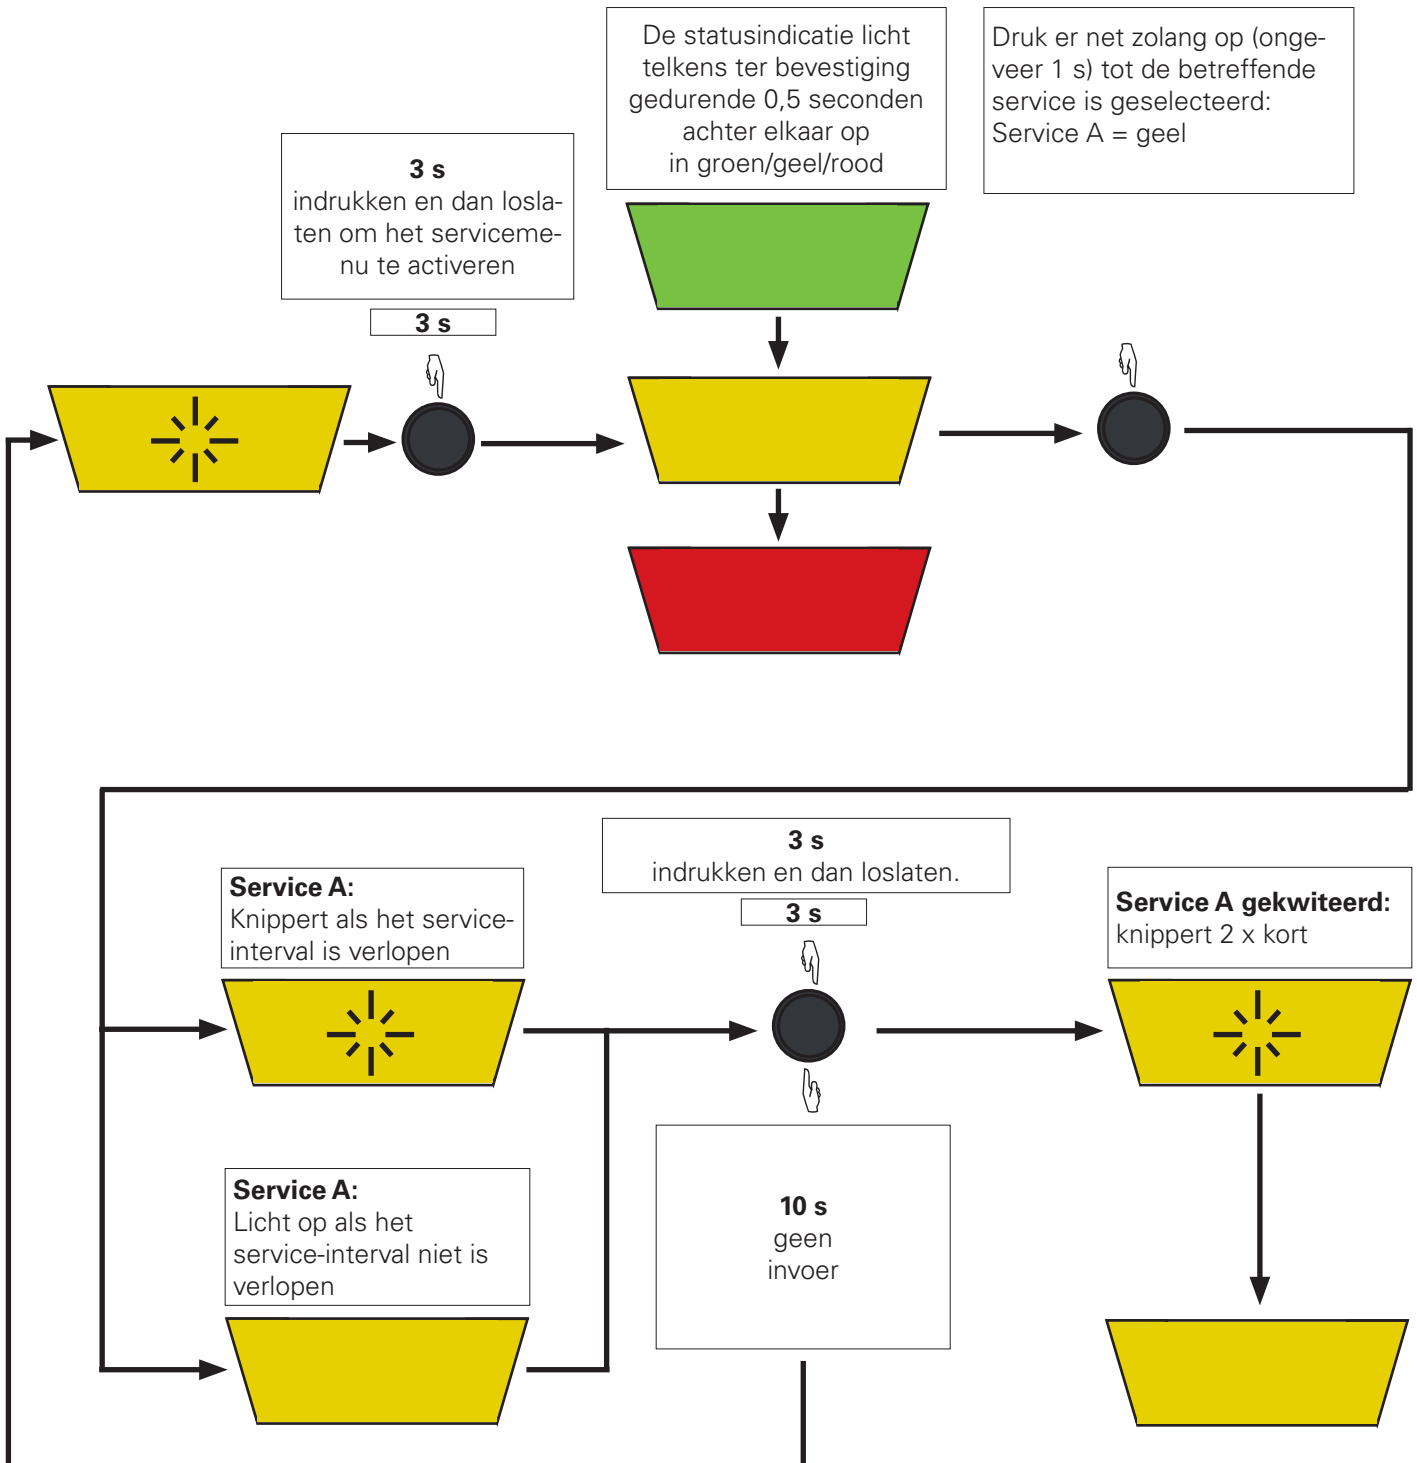 De statusindicatie licht
telkens ter bevestiging
gedurende 0,5 seconden
achter elkaar op
in groen/geel/rood
Druk er net zolang op (onge-
veer 1 s) tot de betreffende
service is geselecteerd:
Service A = geel
3 s
indrukken en dan losla-
ten om het serviceme-
nu te activeren
3 s
3 s
indrukken en dan loslaten.
3 s
Service A:
Knippert als het service-
interval is verlopen
Service A gekwiteerd:
knippert 2 x kort
Service A:
Licht op als het
service-interval niet is
verlopen
10 s
geen
invoer